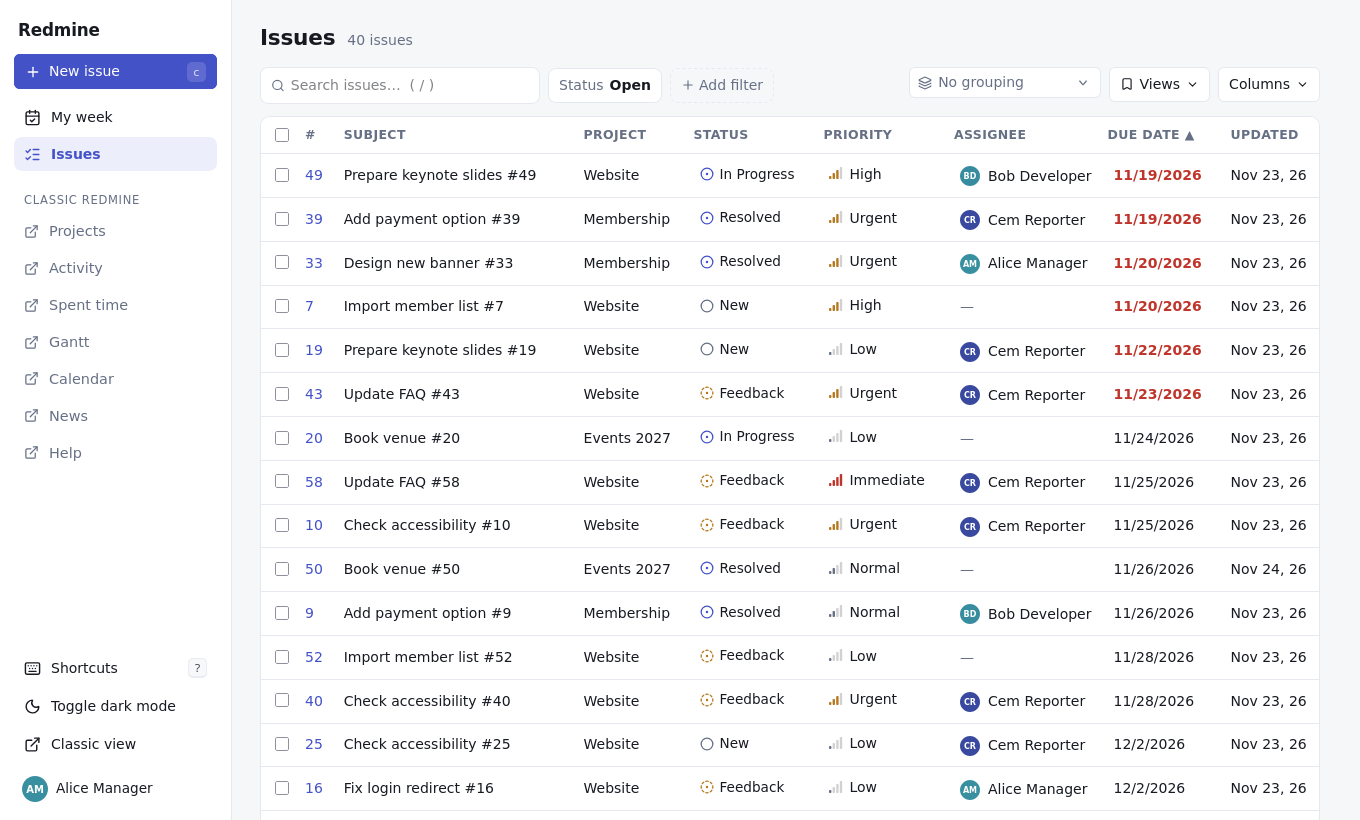 Redmine
New issue c
My week
Issues
CLASSIC REDMINE
Projects
Activity
Spent time
Gantt
Calendar
News
Help
Shortcuts ?
Toggle dark mode
Classic view
AM Alice Manager
Issues 40 issues
Search issues… ( / ) Status Open Add filter No grouping Views Columns
# SUBJECT PROJECT STATUS PRIORITY ASSIGNEE DUE DATE ▲ UPDATED
49 Prepare keynote slides #49 Website In Progress High BD Bob Developer 11/19/2026 Nov 23, 26
39 Add payment option #39 Membership Resolved Urgent CR Cem Reporter 11/19/2026 Nov 23, 26
33 Design new banner #33 Membership Resolved Urgent AM Alice Manager 11/20/2026 Nov 23, 26
7 Import member list #7 Website New High — 11/20/2026 Nov 23, 26
19 Prepare keynote slides #19 Website New Low CR Cem Reporter 11/22/2026 Nov 23, 26
43 Update FAQ #43 Website Feedback Urgent CR Cem Reporter 11/23/2026 Nov 23, 26
20 Book venue #20 Events 2027 In Progress Low — 11/24/2026 Nov 23, 26
58 Update FAQ #58 Website Feedback Immediate CR Cem Reporter 11/25/2026 Nov 23, 26
10 Check accessibility #10 Website Feedback Urgent CR Cem Reporter 11/25/2026 Nov 23, 26
50 Book venue #50 Events 2027 Resolved Normal — 11/26/2026 Nov 24, 26
9 Add payment option #9 Membership Resolved Normal BD Bob Developer 11/26/2026 Nov 23, 26
52 Import member list #52 Website Feedback Low — 11/28/2026 Nov 23, 26
40 Check accessibility #40 Website Feedback Urgent CR Cem Reporter 11/28/2026 Nov 23, 26
25 Check accessibility #25 Website New Low CR Cem Reporter 12/2/2026 Nov 23, 26
16 Fix login redirect #16 Website Feedback Low AM Alice Manager 12/2/2026 Nov 23, 26